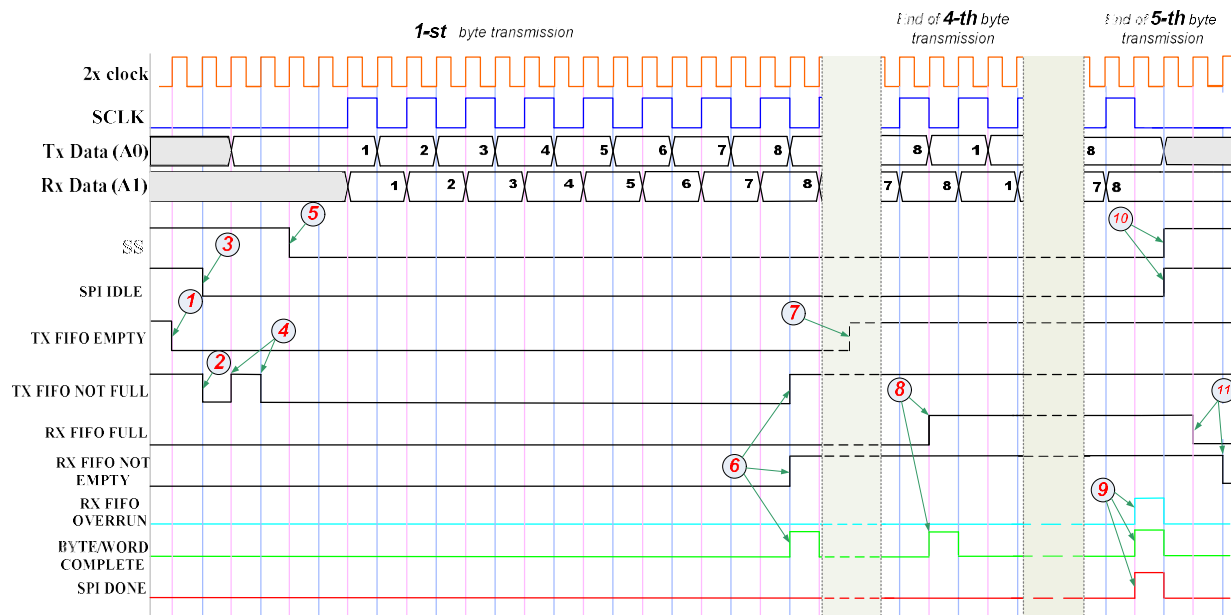 1-st byte transmission
End of 4-th byte
transmission
End of 5-th byte
transmission
2x clock
SCLK
Tx Data (A0)
1 2 3 4 5 6 7 8 8 1 8
Rx Data (A1)
1 2 3 4 5 6 7 8 7 8 1 7 8
5
10
SS
3
SPI IDLE
1
7
TX FIFO EMPTY
4
2
TX FIFO NOT FULL
8
11
RX FIFO FULL
RX FIFO NOT
EMPTY
6
9
RX FIFO
OVERRUN
BYTE/WORD
COMPLETE
SPI DONE